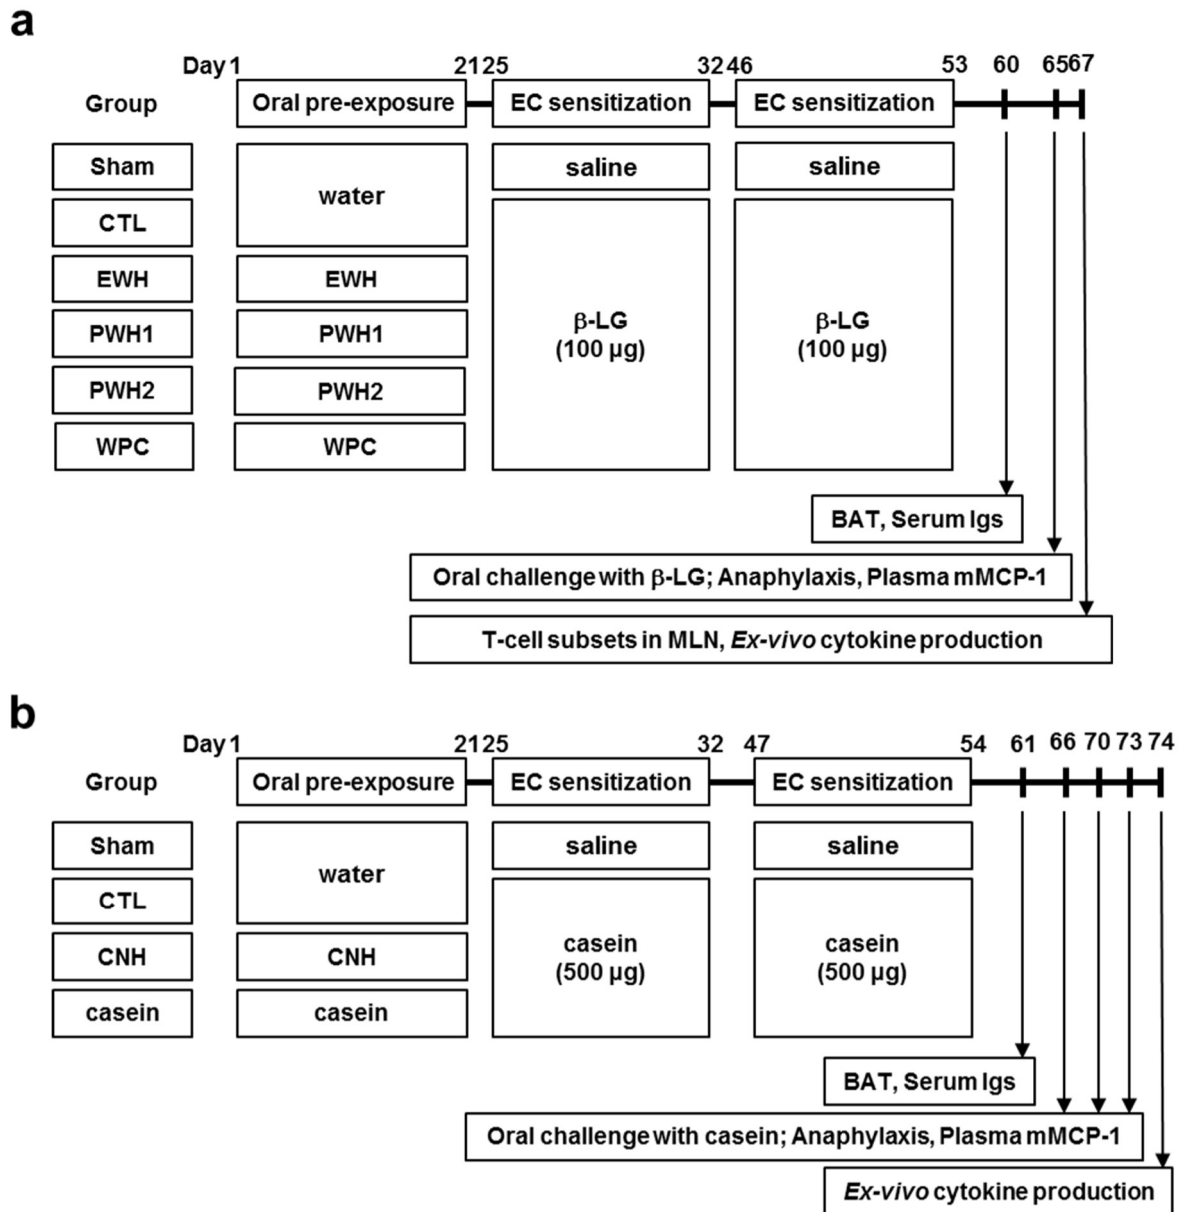 a
Day 1 21 25 32 46 53 60 65 67
Group Oral pre-exposure EC sensitization EC sensitization
Sham
water
saline
saline
CTL
EWH
EWH
PWH1
PWH1
PWH2
PWH2
WPC
WPC
β-LG
(100 µg)
β-LG
(100 µg)
BAT, Serum Igs
Oral challenge with β-LG; Anaphylaxis, Plasma mMCP-1
T-cell subsets in MLN, Ex-vivo cytokine production
b
Day 1 21 25 32 47 54 61 66 70 73 74
Group Oral pre-exposure EC sensitization EC sensitization
Sham
water
saline
saline
CTL
CNH
CNH
casein
casein
casein
(500 µg)
casein
(500 µg)
BAT, Serum Igs
Oral challenge with casein; Anaphylaxis, Plasma mMCP-1
Ex-vivo cytokine production